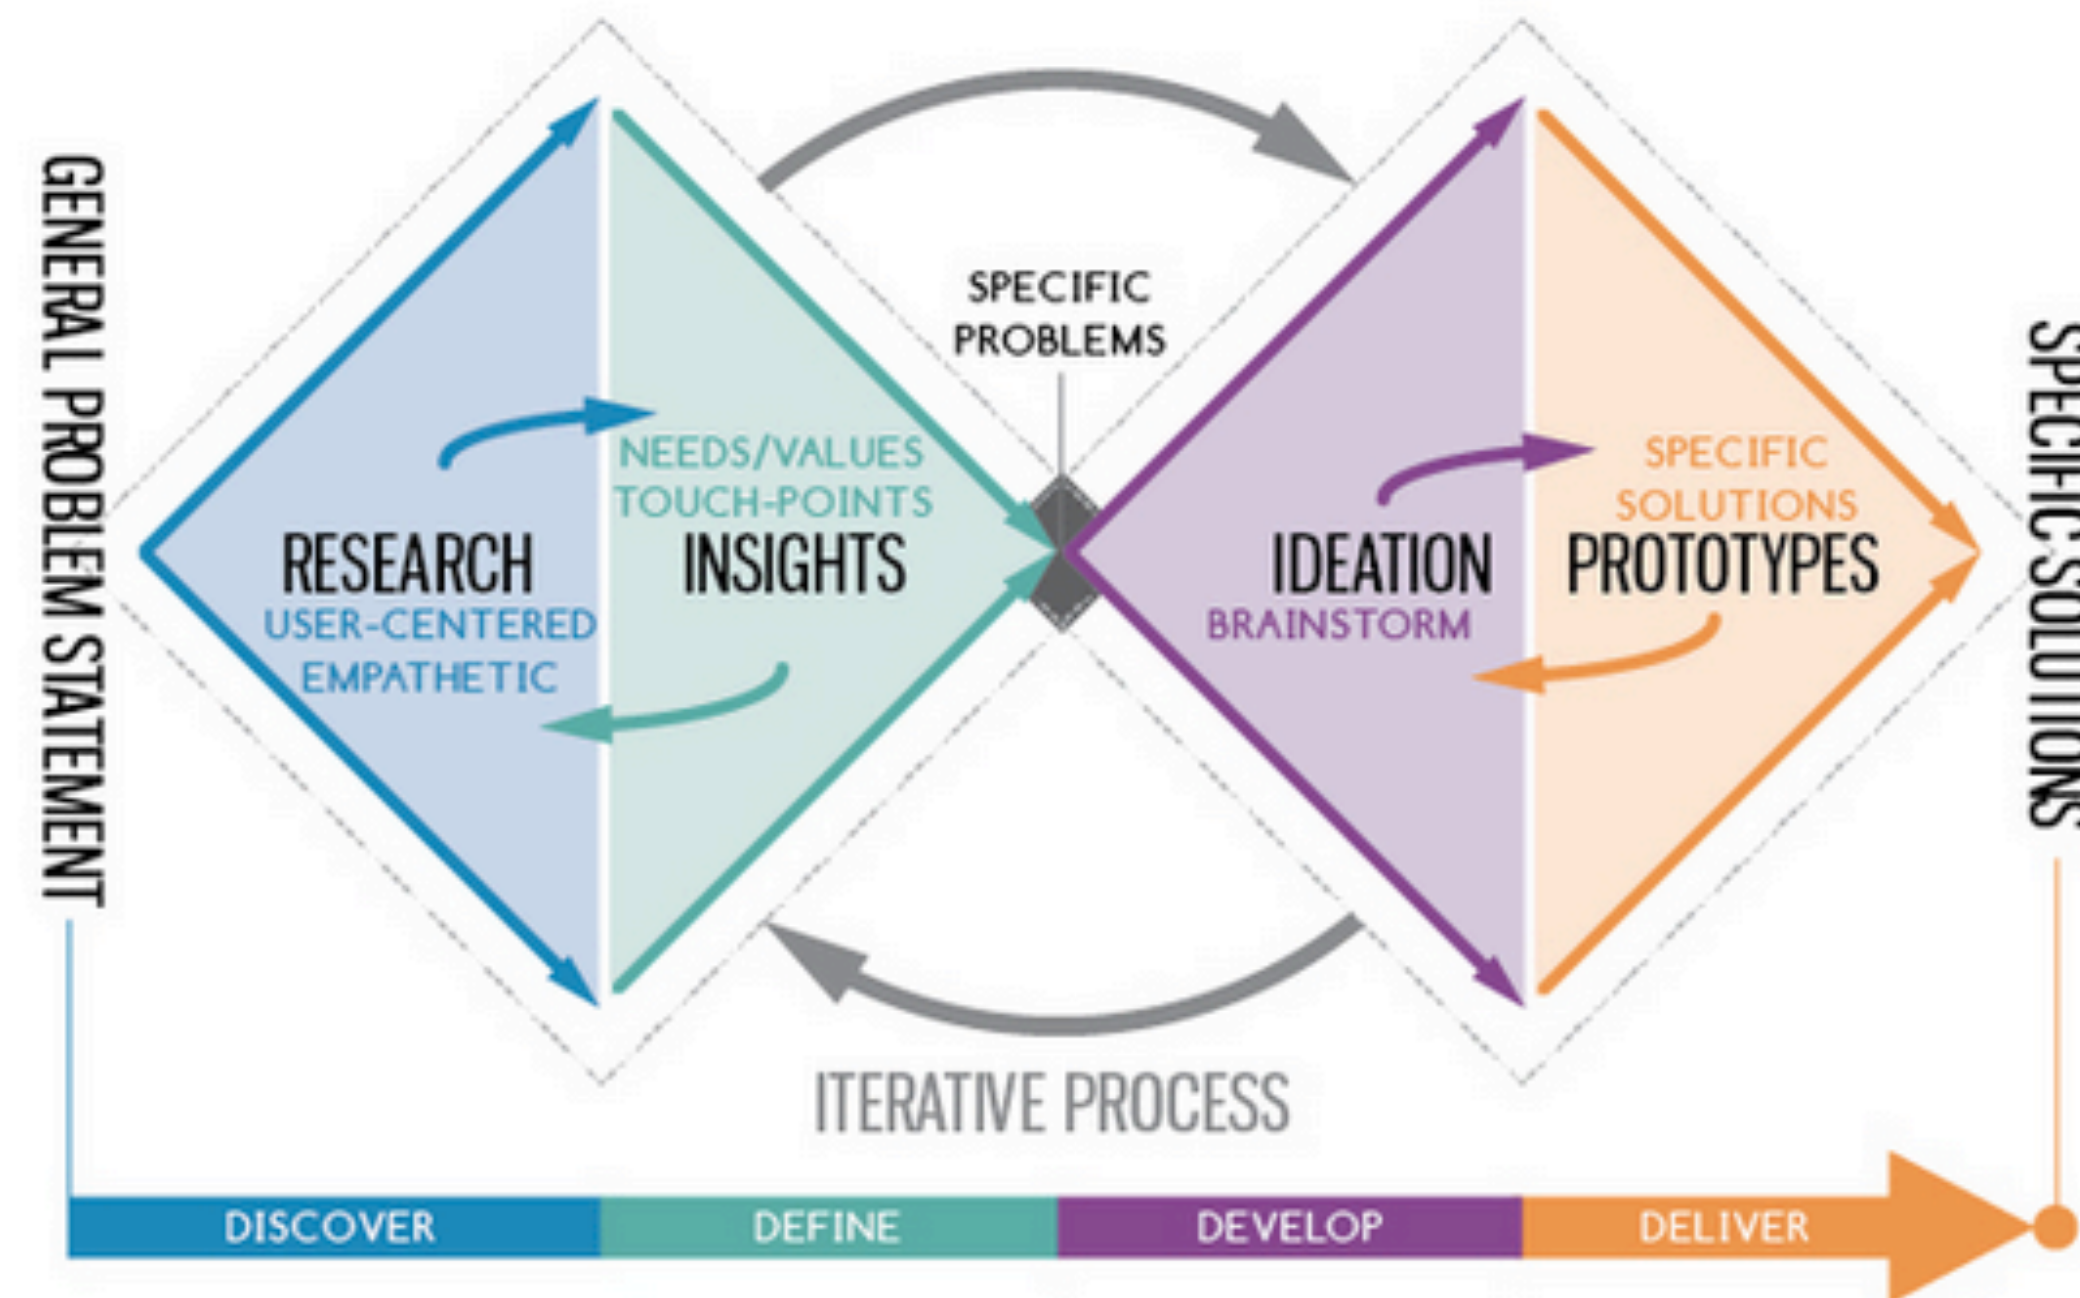 GENERAL PROBLEM STATEMENT
SPECIFIC
PROBLEMS
NEEDS/VALUES
TOUCH-POINTS
RESEARCH
USER-CENTERED
EMPATHETIC
INSIGHTS
IDEATION
BRAINSTORM
SPECIFIC
SOLUTIONS
PROTOTYPES
SPECIFIC SOLUTIONS
ITERATIVE PROCESS
DISCOVER
DEFINE
DEVELOP
DELIVER